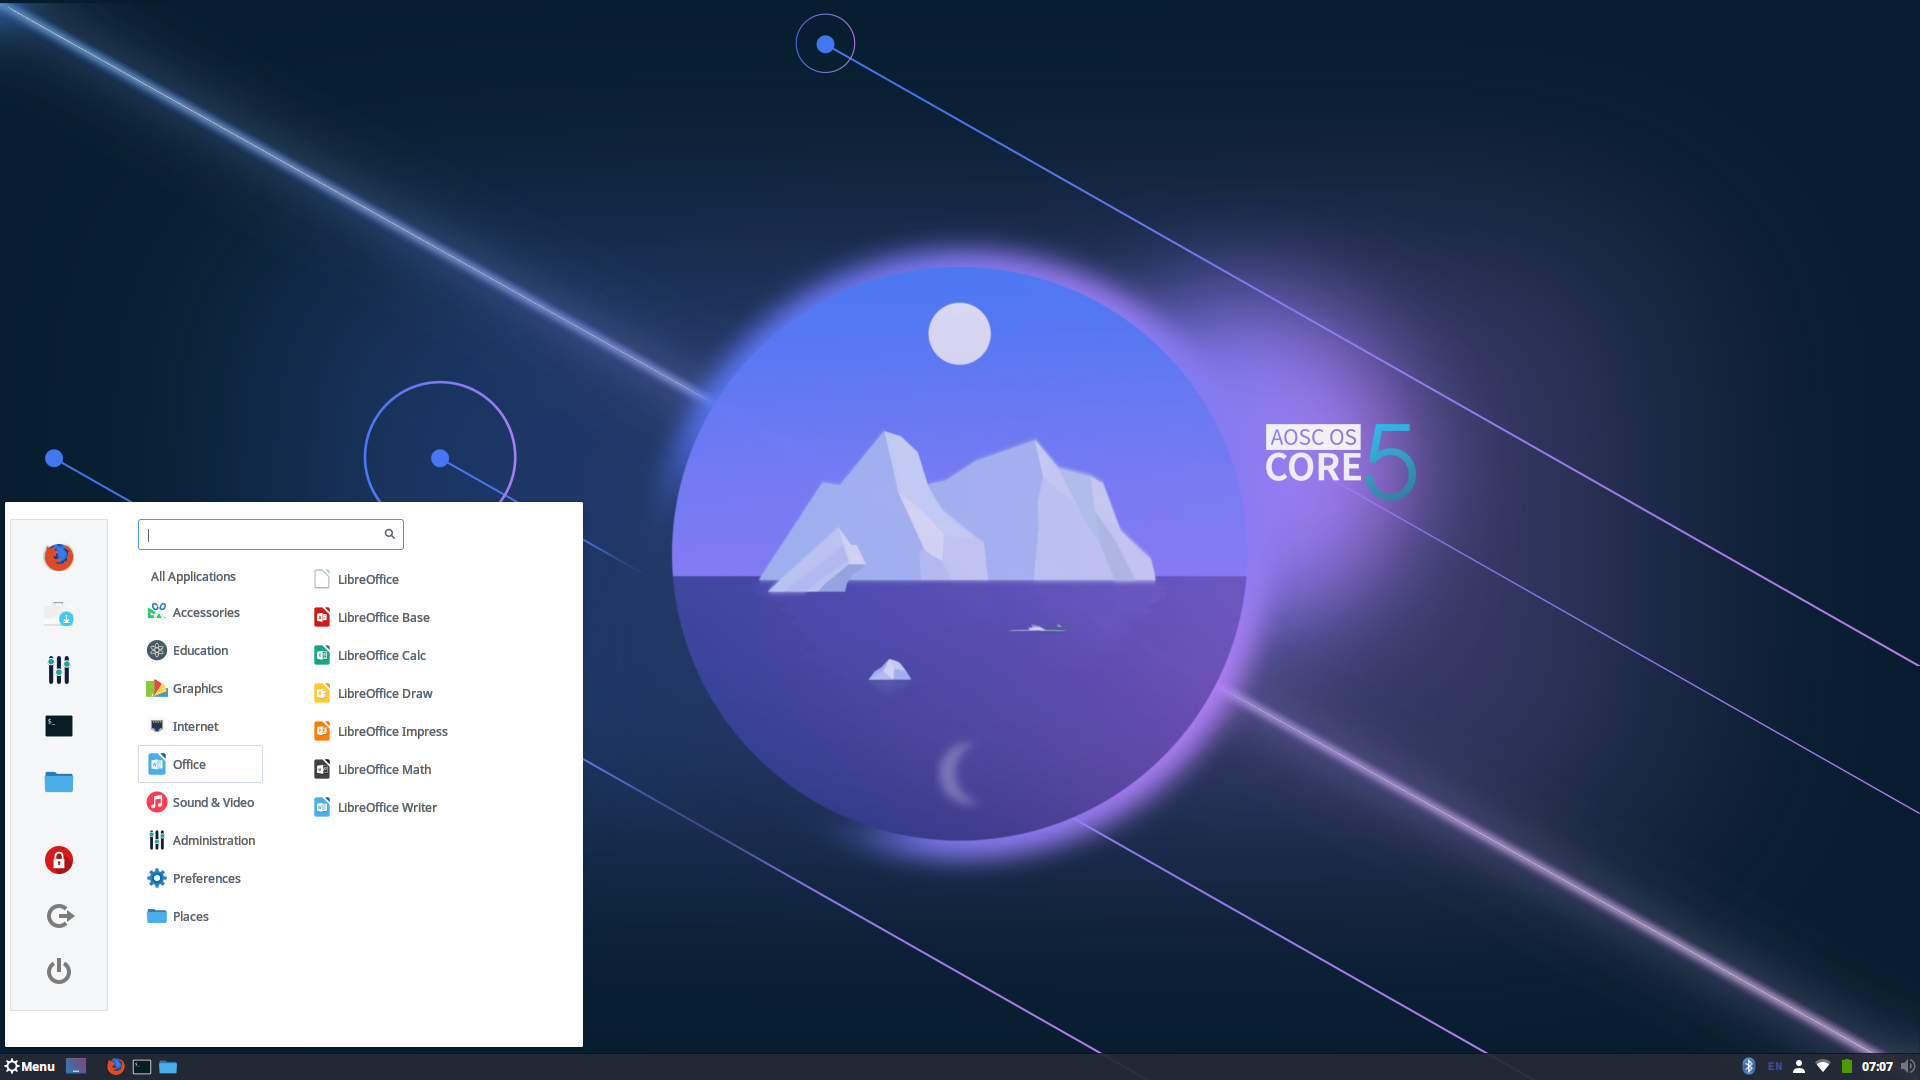 AOSC OS
CORE 5
All Applications
Accessories
Education
Graphics
Internet
Office
Sound & Video
Administration
Preferences
Places
LibreOffice
LibreOffice Base
LibreOffice Calc
LibreOffice Draw
LibreOffice Impress
LibreOffice Math
LibreOffice Writer
Menu
EN
07:07